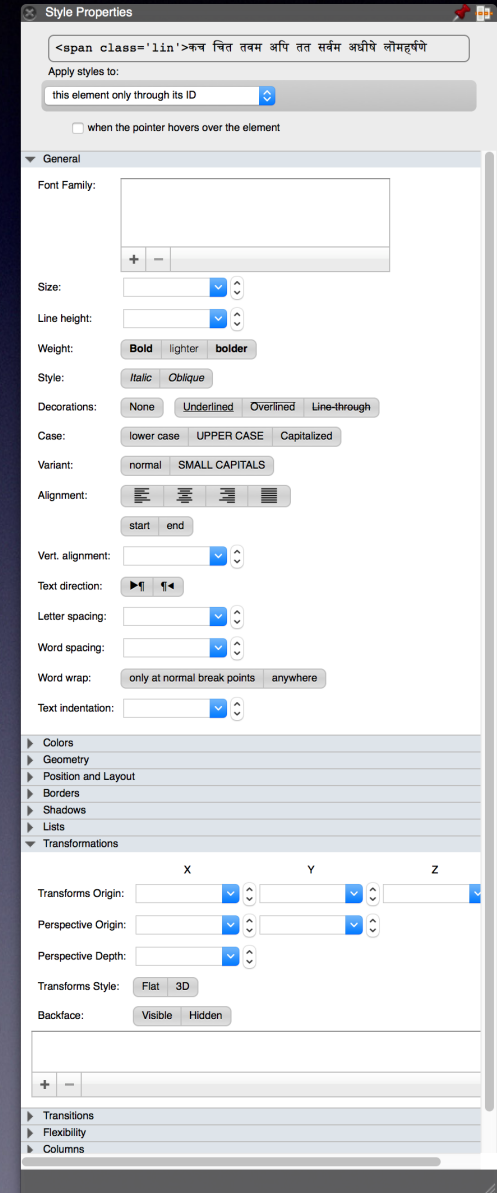 Style Properties
<span class='lin'>कच चित तवम अपि तत सर्वम अधीषे लॊमहर्षणे
Apply styles to:
this element only through its ID
when the pointer hovers over the element
General
Font Family:
Size:
Line height:
Weight: Bold lighter bolder
Style: Italic Oblique
Decorations: None Underlined Overlined Line-through
Case: lower case UPPER CASE Capitalized
Variant: normal SMALL CAPITALS
Alignment:
start end
Vert. alignment:
Text direction: ▶¶ ¶◀
Letter spacing:
Word spacing:
Word wrap: only at normal break points anywhere
Text indentation:
Colors
Geometry
Position and Layout
Borders
Shadows
Lists
Transformations
X Y Z
Transforms Origin:
Perspective Origin:
Perspective Depth:
Transforms Style: Flat 3D
Backface: Visible Hidden
Transitions
Flexibility
Columns